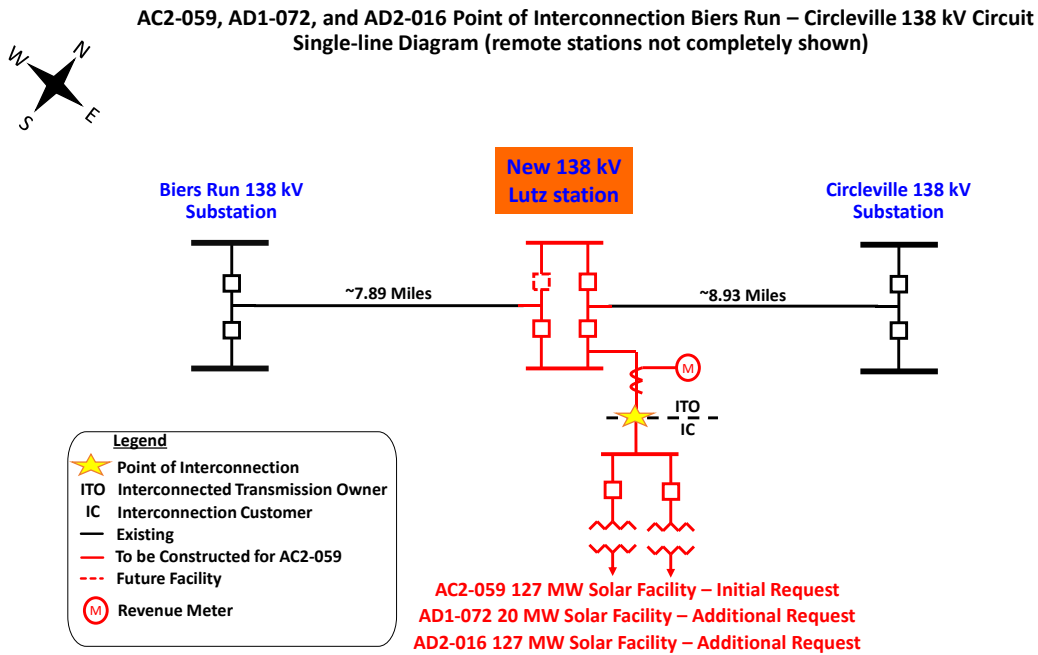 AC2-059, AD1-072, and AD2-016 Point of Interconnection Biers Run – Circleville 138 kV Circuit
Single-line Diagram (remote stations not completely shown)
N
W
E
S
New 138 kV
Lutz station
Biers Run 138 kV
Substation
Circleville 138 kV
Substation
~7.89 Miles
~8.93 Miles
M
ITO
IC
Legend
Point of Interconnection
ITO Interconnected Transmission Owner
IC Interconnection Customer
Existing
To be Constructed for AC2-059
Future Facility
M Revenue Meter
AC2-059 127 MW Solar Facility – Initial Request
AD1-072 20 MW Solar Facility – Additional Request
AD2-016 127 MW Solar Facility – Additional Request